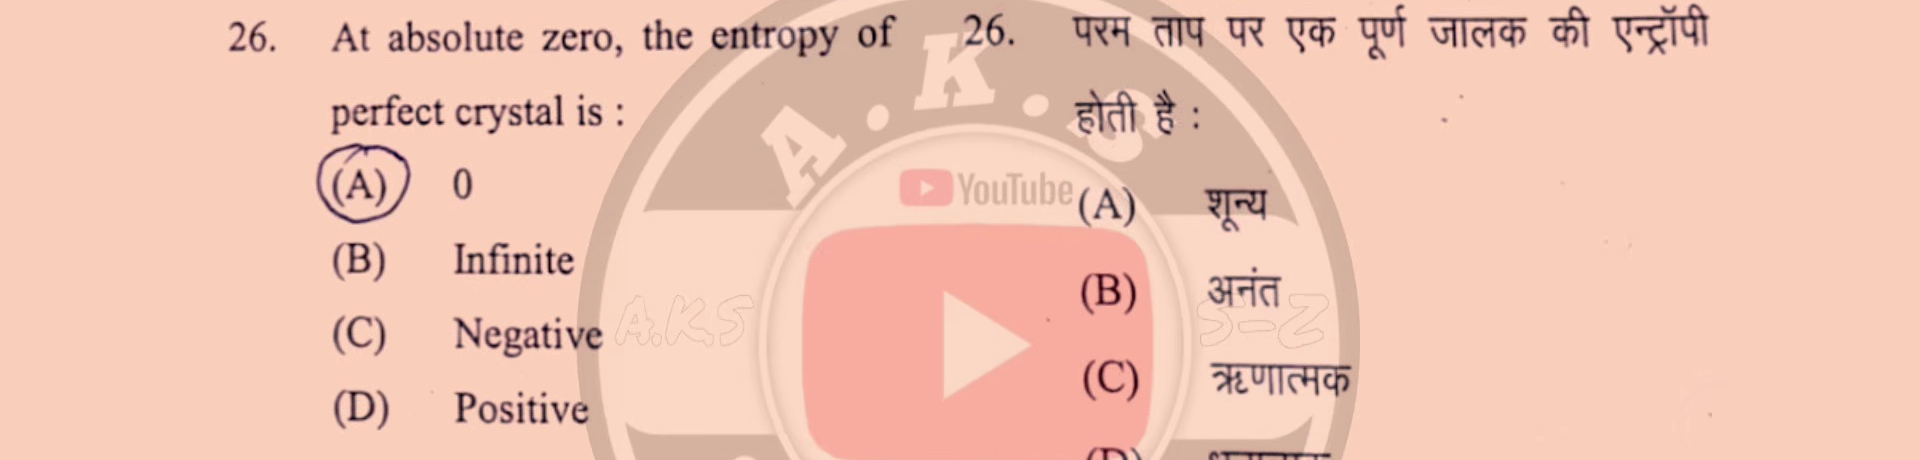 26. At absolute zero, the entropy of
perfect crystal is :
(A) 0
(B) Infinite
(C) Negative
(D) Positive
26. परम ताप पर एक पूर्ण जालक की एन्ट्रॉपी
होती है :
(A) शून्य
(B) अनंत
(C) ऋणात्मक
(D)
A.K.S
YouTube
A.K.S
S-Z